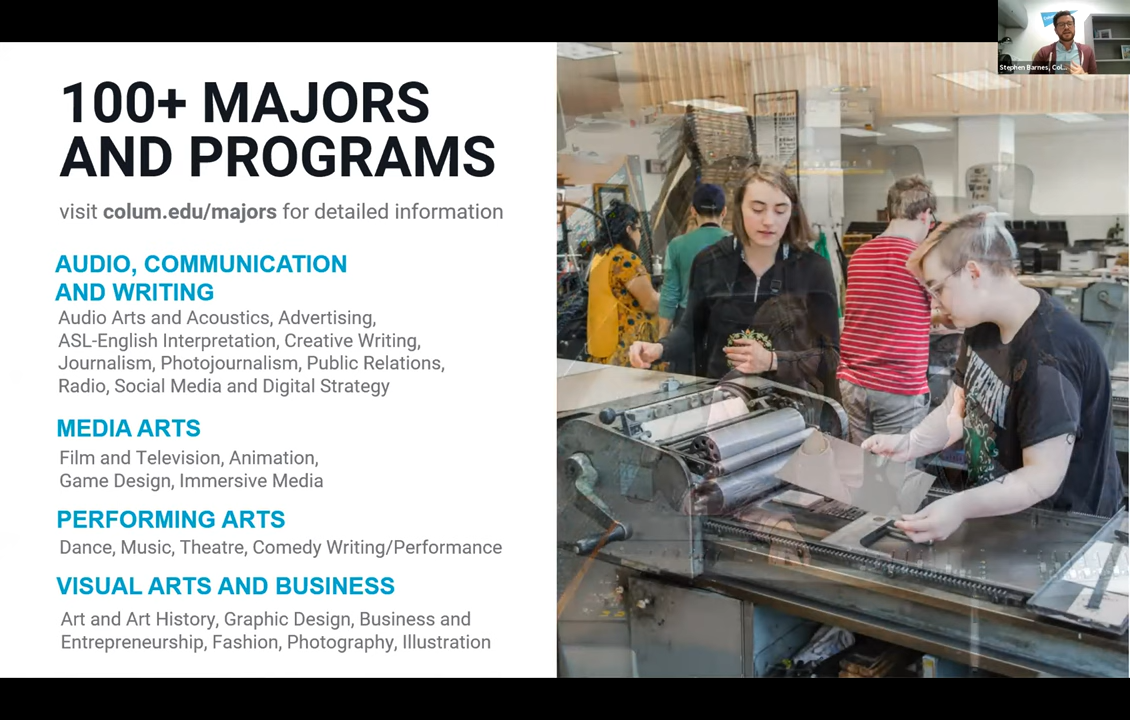 Stephen Barnes, Col...
100+ MAJORS
AND PROGRAMS
visit colum.edu/majors for detailed information
AUDIO, COMMUNICATION
AND WRITING
Audio Arts and Acoustics, Advertising,
ASL-English Interpretation, Creative Writing,
Journalism, Photojournalism, Public Relations,
Radio, Social Media and Digital Strategy
MEDIA ARTS
Film and Television, Animation,
Game Design, Immersive Media
PERFORMING ARTS
Dance, Music, Theatre, Comedy Writing/Performance
VISUAL ARTS AND BUSINESS
Art and Art History, Graphic Design, Business and
Entrepreneurship, Fashion, Photography, Illustration